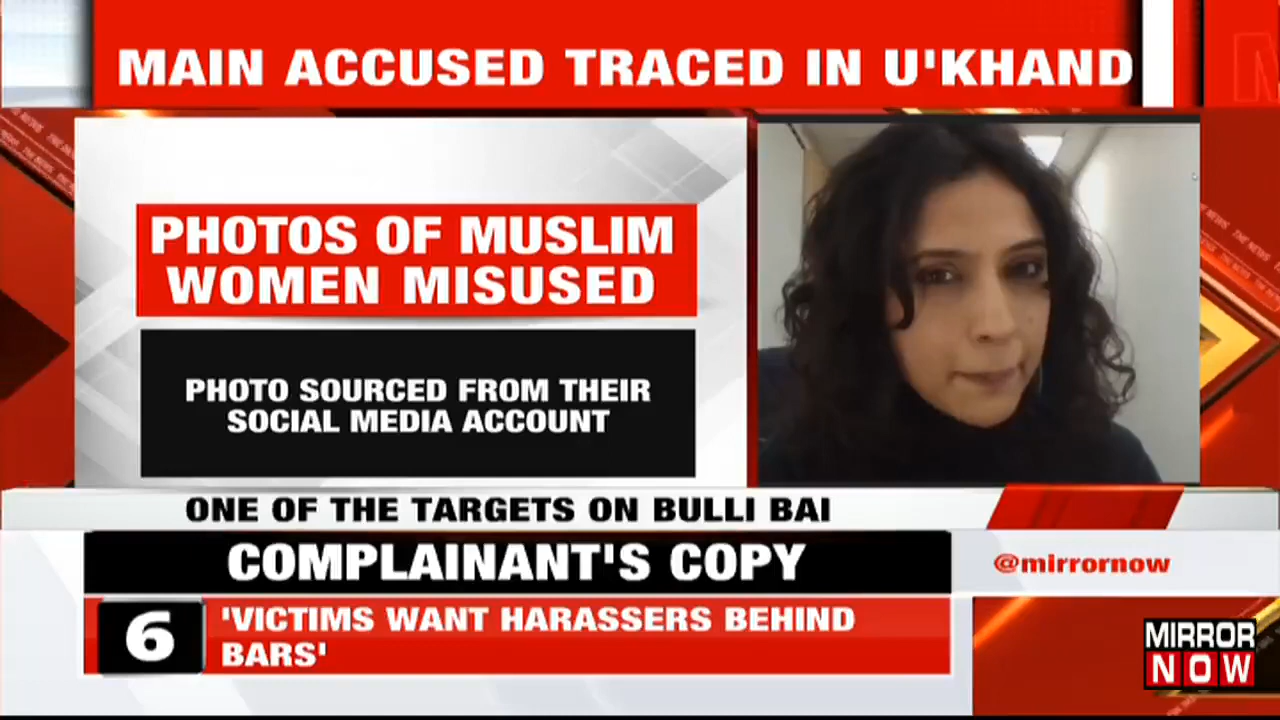 MAIN ACCUSED TRACED IN U'KHAND
PHOTOS OF MUSLIM
WOMEN MISUSED
PHOTO SOURCED FROM THEIR
SOCIAL MEDIA ACCOUNT
ONE OF THE TARGETS ON BULLI BAI
COMPLAINANT'S COPY
@mirrornow
6
'VICTIMS WANT HARASSERS BEHIND
BARS'
MIRROR
NOW